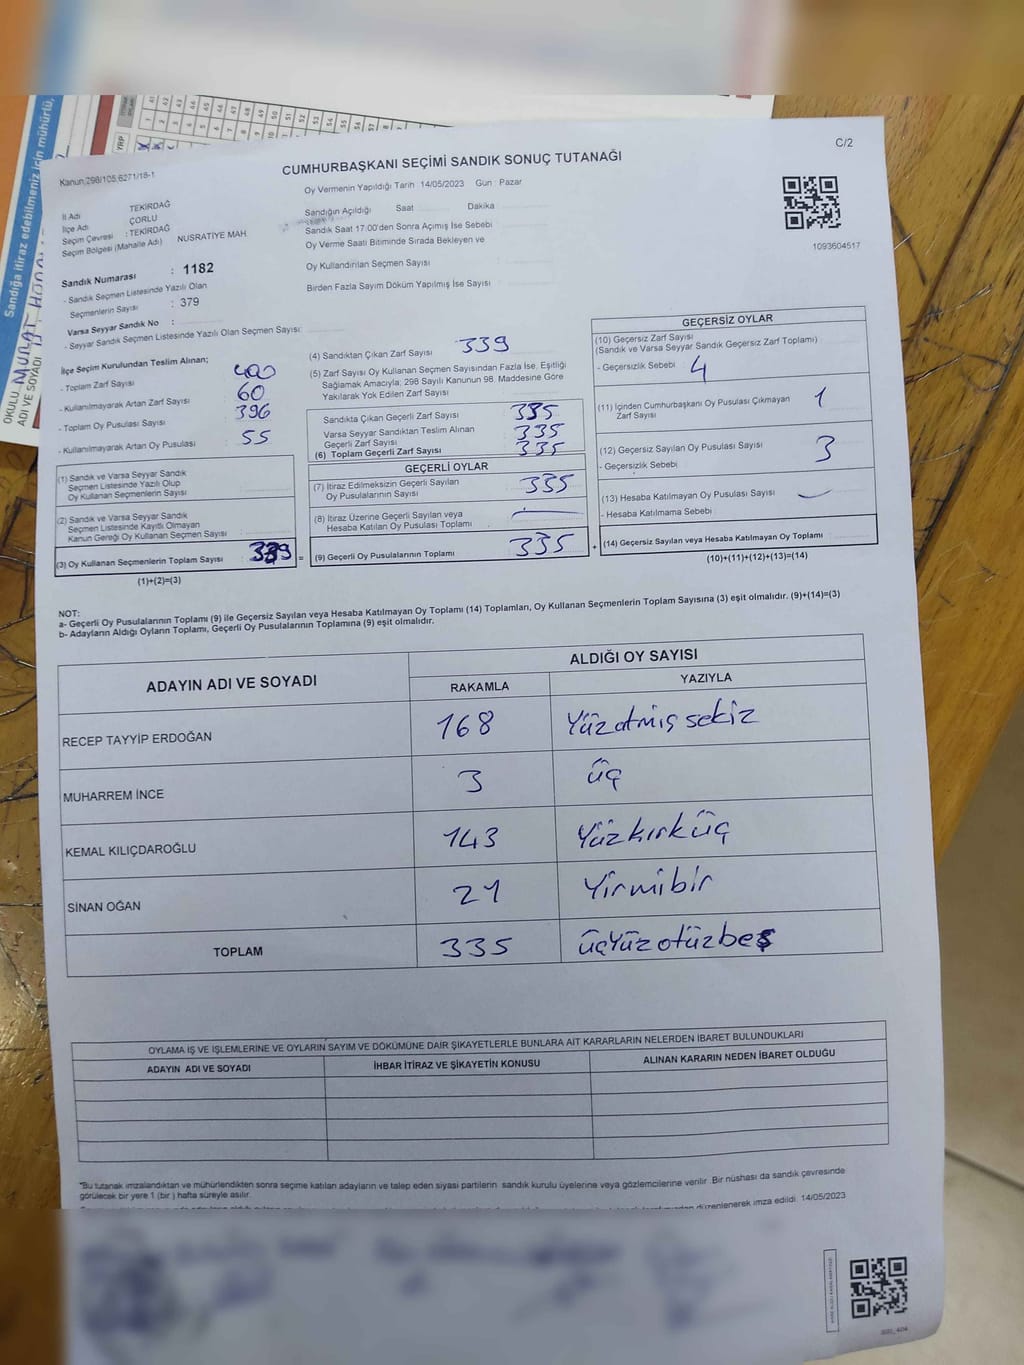 Sandığa itiraz edebilmeniz için mühürlü,
OKULU
MURAT
ADI VE SOYADI
YRP
CUMHURBAŞKANI SEÇİMİ SANDIK SONUÇ TUTANAĞI
C/2
Kanun:298/105,6271/18-1
Oy Vermenin Yapıldığı Tarih 14/05/2023 Gün : Pazar
İl Adı TEKİRDAĞ
İlçe Adı ÇORLU
Seçim Çevresi : TEKİRDAĞ
Seçim Bölgesi (Mahalle Adı) NUSRATİYE MAH.
Sandığın Açıldığı Saat Dakika
Sandık Saat 17.00'den Sonra Açımış İse Sebebi
Oy Verme Saati Bitiminde Sırada Bekleyen ve
Oy Kullandırılan Seçmen Sayısı
Birden Fazla Sayım Döküm Yapılmış İse Sayısı
1093604517
Sandık Numarası : 1182
- Sandık Seçmen Listesinde Yazılı Olan
Seçmenlerin Sayısı : 379
Varsa Seyyar Sandık No :
- Seyyar Sandık Seçmen Listesinde Yazılı Olan Seçmen Sayısı:
İlçe Seçim Kurulundan Teslim Alınan;
- Toplam Zarf Sayısı 400
- Kullanılmayarak Artan Zarf Sayısı 60
- Toplam Oy Pusulası Sayısı 396
- Kullanılmayarak Artan Oy Pusulası 55
(1) Sandık ve Varsa Seyyar Sandık
Seçmen Listesinde Yazılı Olup
Oy Kullanan Seçmenlerin Sayısı
(2) Sandık ve Varsa Seyyar Sandık
Seçmen Listesinde Kayıtlı Olmayan
Kanun Gereği Oy Kullanan Seçmen Sayısı
(3) Oy Kullanan Seçmenlerin Toplam Sayısı 339 =
(1)+(2)=(3)
(4) Sandıktan Çıkan Zarf Sayısı 339
(5) Zarf Sayısı Oy Kullanan Seçmen Sayısından Fazla İse, Eşitliği
Sağlamak Amacıyla; 298 Sayılı Kanunun 98. Maddesine Göre
Yakılarak Yok Edilen Zarf Sayısı
Sandıkta Çıkan Geçerli Zarf Sayısı 335
Varsa Seyyar Sandıktan Teslim Alınan
Geçerli Zarf Sayısı 335
(6) Toplam Geçerli Zarf Sayısı 335
GEÇERLİ OYLAR
(7) İtiraz Edilmeksizin Geçerli Sayılan
Oy Pusulalarının Sayısı 335
(8) İtiraz Üzerine Geçerli Sayılan veya
Hesaba Katılan Oy Pusulası Toplamı —
(9) Geçerli Oy Pusulalarının Toplamı 335 +
GEÇERSİZ OYLAR
(10) Geçersiz Zarf Sayısı
(Sandık ve Varsa Seyyar Sandık Geçersiz Zarf Toplamı)
- Geçersizlik Sebebi 4
(11) İçinden Cumhurbaşkanı Oy Pusulası Çıkmayan
Zarf Sayısı 1
(12) Geçersiz Sayılan Oy Pusulası Sayısı 3
- Geçersizlik Sebebi
(13) Hesaba Katılmayan Oy Pusulası Sayısı —
- Hesaba Katılmama Sebebi
(14) Geçersiz Sayılan veya Hesaba Katılmayan Oy Toplamı
(10)+(11)+(12)+(13)=(14)
NOT:
a- Geçerli Oy Pusulalarının Toplamı (9) ile Geçersiz Sayılan veya Hesaba Katılmayan Oy Toplamı (14) Toplamları, Oy Kullanan Seçmenlerin Toplam Sayısına (3) eşit olmalıdır. (9)+(14)=(3)
b- Adayların Aldığı Oyların Toplamı, Geçerli Oy Pusulalarının Toplamına (9) eşit olmalıdır.
ADAYIN ADI VE SOYADI
ALDIĞI OY SAYISI
RAKAMLA YAZIYLA
RECEP TAYYİP ERDOĞAN 168 Yüzatmış sekiz
MUHARREM İNCE 3 üç
KEMAL KILIÇDAROĞLU 143 Yüzkırküç
SİNAN OĞAN 21 Yirmibir
TOPLAM 335 üçYüzotüzbeş
OYLAMA İŞ VE İŞLEMLERİNE VE OYLARIN SAYIM VE DÖKÜMÜNE DAİR ŞİKAYETLERLE BUNLARA AİT KARARLARIN NELERDEN İBARET BULUNDUKLARI
ADAYIN ADI VE SOYADI İHBAR İTİRAZ VE ŞİKAYETİN KONUSU ALINAN KARARIN NEDEN İBARET OLDUĞU
"Bu tutanak imzalandıktan ve mühürlendikten sonra seçime katılan adayların ve talep eden siyasi partilerin sandık kurulu üyelerine veya gözlemcilerine verilir. Bir nüshası da sandık çevresinde
görülecek bir yere 1 (bir) hafta süreyle asılır.
düzenlenerek imza edildi. 14/05/2023